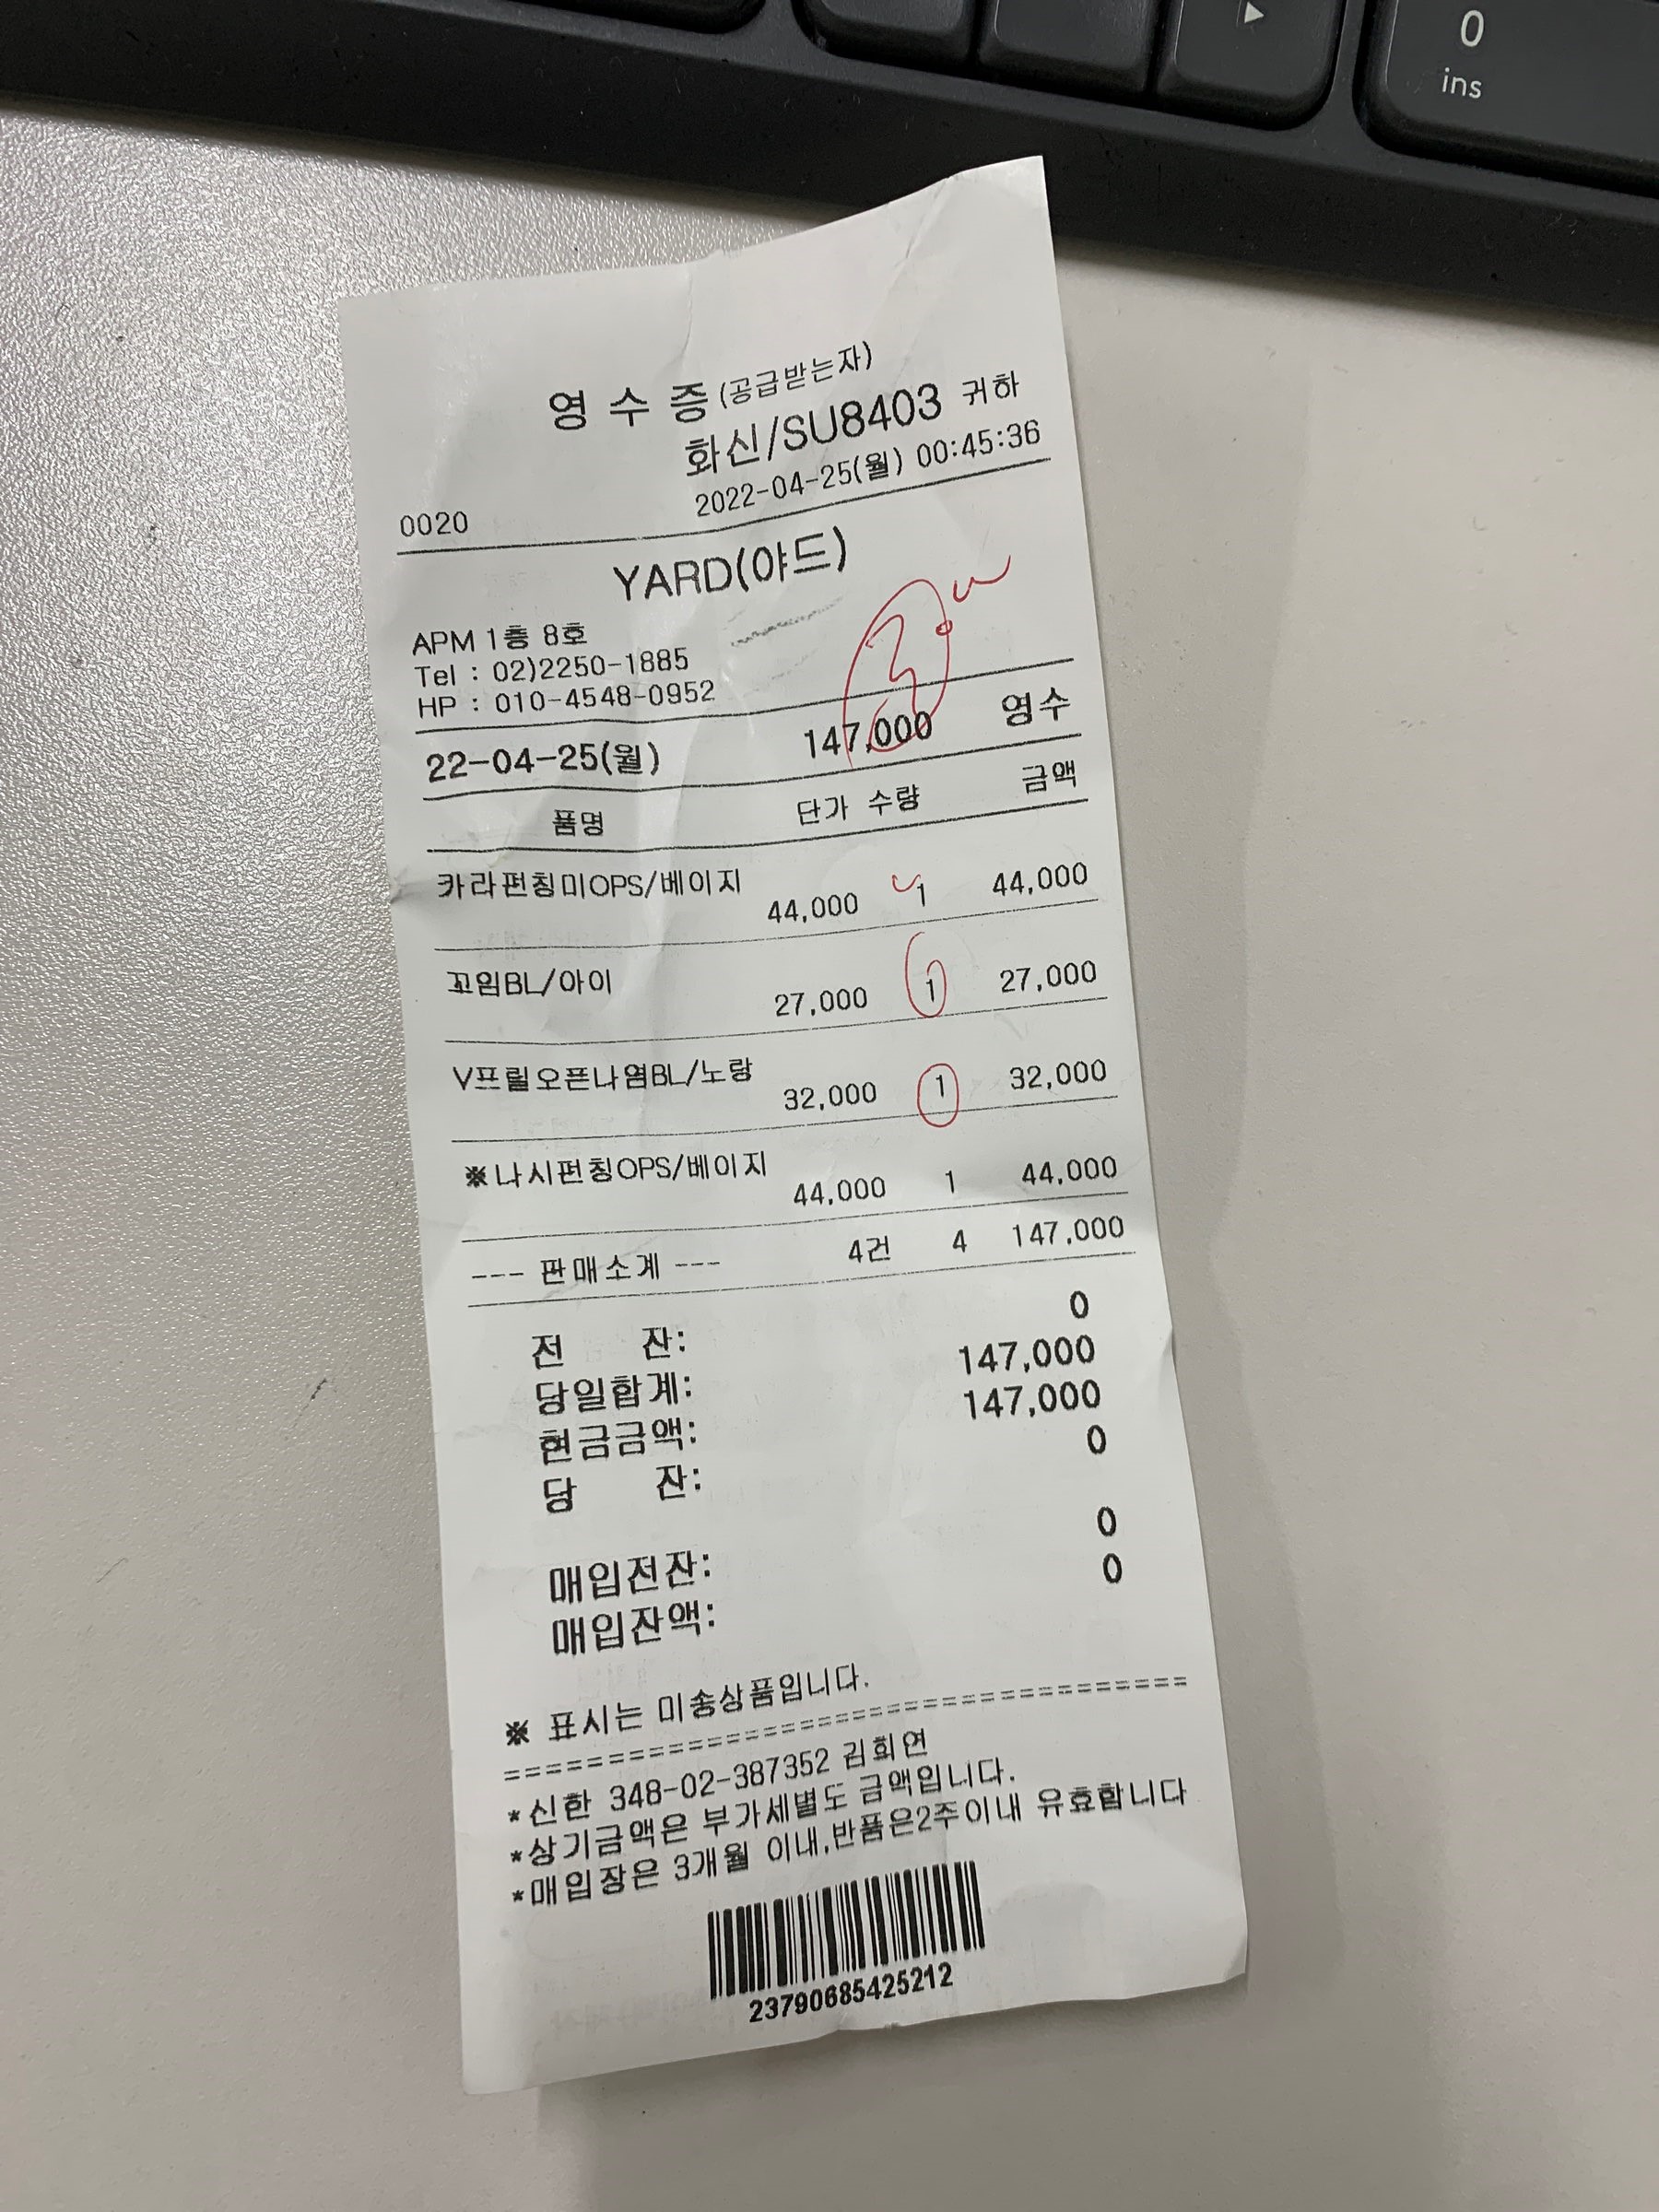 0
ins
영 수 증 (공급받는자)
화신/SU8403 귀하
0020 2022-04-25(월) 00:45:36
YARD(야드)
APM 1층 8호
Tel : 02)2250-1885
HP : 010-4548-0952
22-04-25(월) 147,000 영수
품명 단가 수량 금액
카라펀칭미OPS/베이지
44,000 1 44,000
꼬임BL/아이
27,000 1 27,000
V프릴오픈나염BL/노랑
32,000 1 32,000
※나시펀칭OPS/베이지
44,000 1 44,000
--- 판매소계 --- 4건 4 147,000
전 잔: 0
당일합계: 147,000
현금금액: 147,000
당 잔: 0
매입전잔: 0
매입잔액: 0
※ 표시는 미송상품입니다.
==================================
*신한 348-02-387352 김희연
*상기금액은 부가세별도 금액입니다.
*매입장은 3개월 이내,반품은2주이내 유효합니다
23790685425212